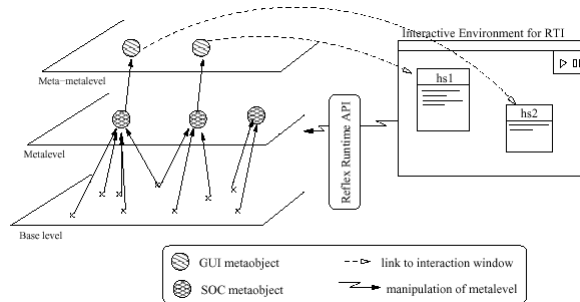 Interactive Environment for RTI
hs1
hs2
Meta-metalevel
Metalevel
Reflex Runtime API
Base level
GUI metaobject
link to interaction window
SOC metaobject
manipulation of metalevel